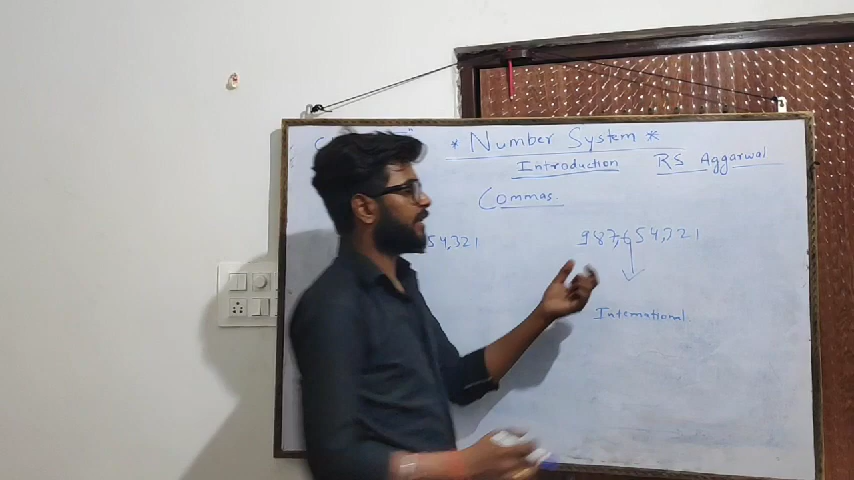 * Number System *
Introduction RS Aggarwal
Commas.
54,321 987,654,321
International